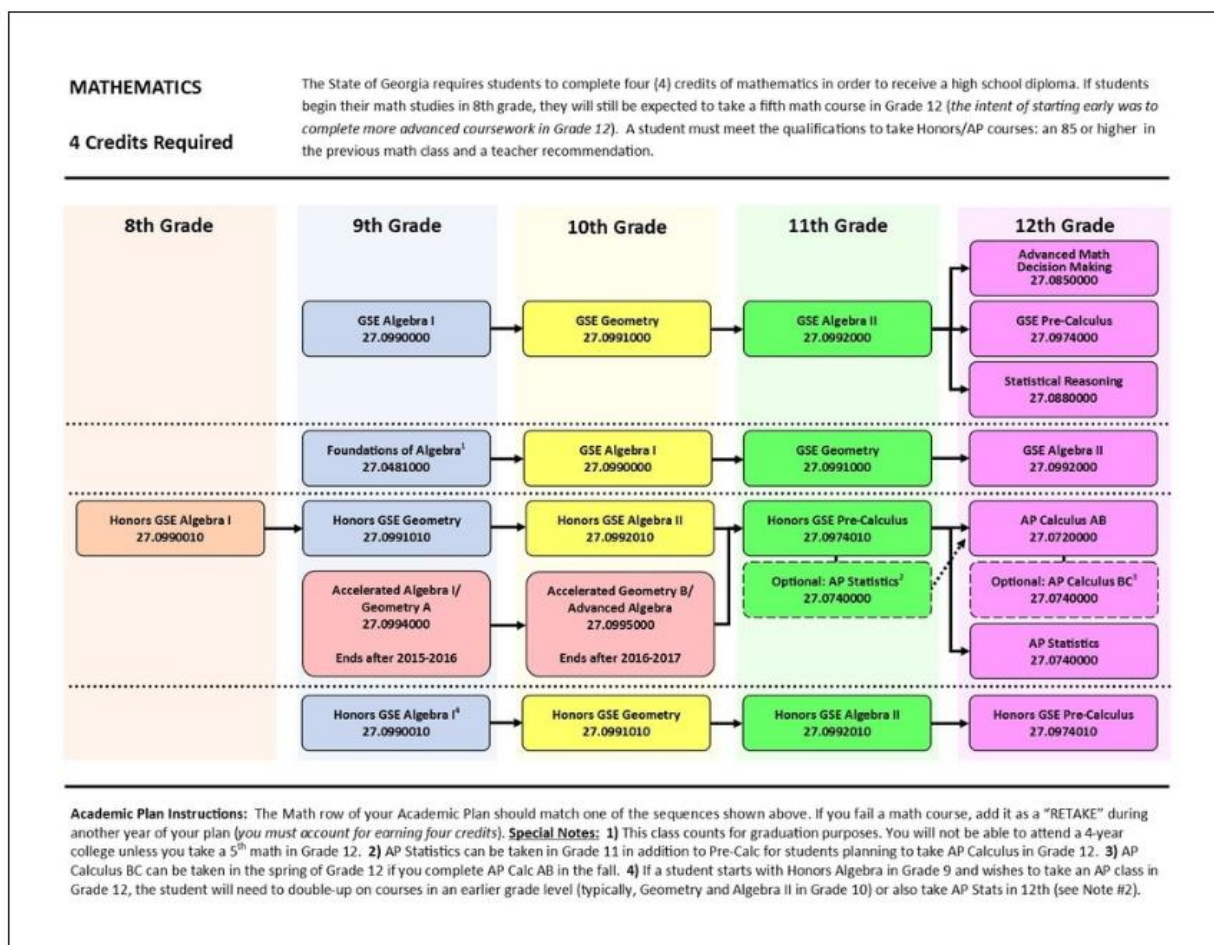 MATHEMATICS
4 Credits Required
The State of Georgia requires students to complete four (4) credits of mathematics in order to receive a high school diploma. If students
begin their math studies in 8th grade, they will still be expected to take a fifth math course in Grade 12 (the intent of starting early was to
complete more advanced coursework in Grade 12). A student must meet the qualifications to take Honors/AP courses: an 85 or higher in
the previous math class and a teacher recommendation.
8th Grade
9th Grade
10th Grade
11th Grade
12th Grade
GSE Algebra I
27.0990000
GSE Geometry
27.0991000
GSE Algebra II
27.0992000
Advanced Math
Decision Making
27.0850000
GSE Pre-Calculus
27.0974000
Statistical Reasoning
27.0880000
Foundations of Algebra¹
27.0481000
GSE Algebra I
27.0990000
GSE Geometry
27.0991000
GSE Algebra II
27.0992000
Honors GSE Algebra I
27.0990010
Honors GSE Geometry
27.0991010
Honors GSE Algebra II
27.0992010
Honors GSE Pre-Calculus
27.0974010
AP Calculus AB
27.0720000
Accelerated Algebra I/
Geometry A
27.0994000
Ends after 2015-2016
Accelerated Geometry B/
Advanced Algebra
27.0995000
Ends after 2016-2017
Optional: AP Statistics²
27.0740000
Optional: AP Calculus BC³
27.0740000
AP Statistics
27.0740000
Honors GSE Algebra I⁴
27.0990010
Honors GSE Geometry
27.0991010
Honors GSE Algebra II
27.0992010
Honors GSE Pre-Calculus
27.0974010
Academic Plan Instructions: The Math row of your Academic Plan should match one of the sequences shown above. If you fail a math course, add it as a “RETAKE” during
another year of your plan (you must account for earning four credits). Special Notes: 1) This class counts for graduation purposes. You will not be able to attend a 4-year
college unless you take a 5th math in Grade 12. 2) AP Statistics can be taken in Grade 11 in addition to Pre-Calc for students planning to take AP Calculus in Grade 12. 3) AP
Calculus BC can be taken in the spring of Grade 12 if you complete AP Calc AB in the fall. 4) If a student starts with Honors Algebra in Grade 9 and wishes to take an AP class in
Grade 12, the student will need to double-up on courses in an earlier grade level (typically, Geometry and Algebra II in Grade 10) or also take AP Stats in 12th (see Note #2).